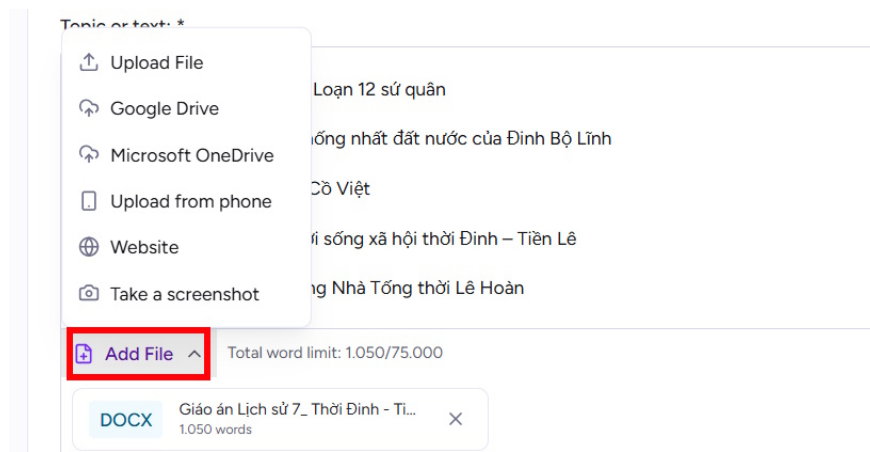 Topic or text: *
Upload File
Loạn 12 sứ quân
Google Drive
nhất đất nước của Đinh Bộ Lĩnh
Microsoft OneDrive
Cồ Việt
Upload from phone
sống xã hội thời Đinh – Tiền Lê
Website
Nhà Tống thời Lê Hoàn
Take a screenshot
Add File
Total word limit: 1.050/75.000
DOCX
Giáo án Lịch sử 7_ Thời Đinh - Ti...
1.050 words